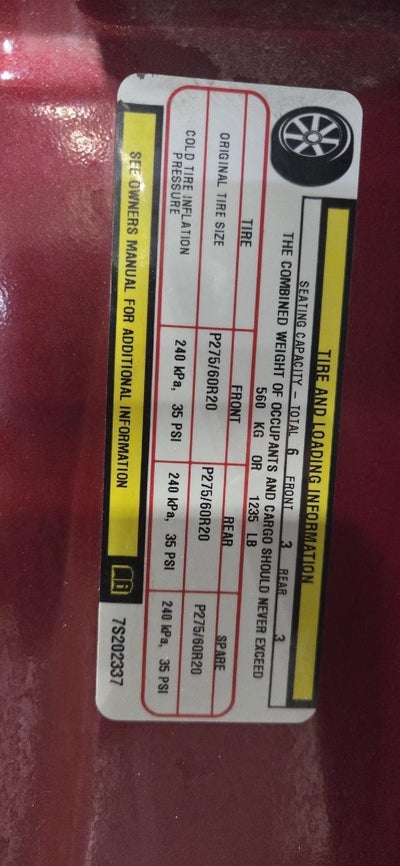 TIRE AND LOADING INFORMATION
SEATING CAPACITY – TOTAL 6 FRONT 3 REAR 3
THE COMBINED WEIGHT OF OCCUPANTS AND CARGO SHOULD NEVER EXCEED
560 KG OR 1235 LB
TIRE FRONT REAR SPARE
ORIGINAL TIRE SIZE P275/60R20 P275/60R20 P275/60R20
COLD TIRE INFLATION
PRESSURE 240 kPa, 35 PSI 240 kPa, 35 PSI 240 kPa, 35 PSI
SEE OWNERS MANUAL FOR ADDITIONAL INFORMATION
7S202337